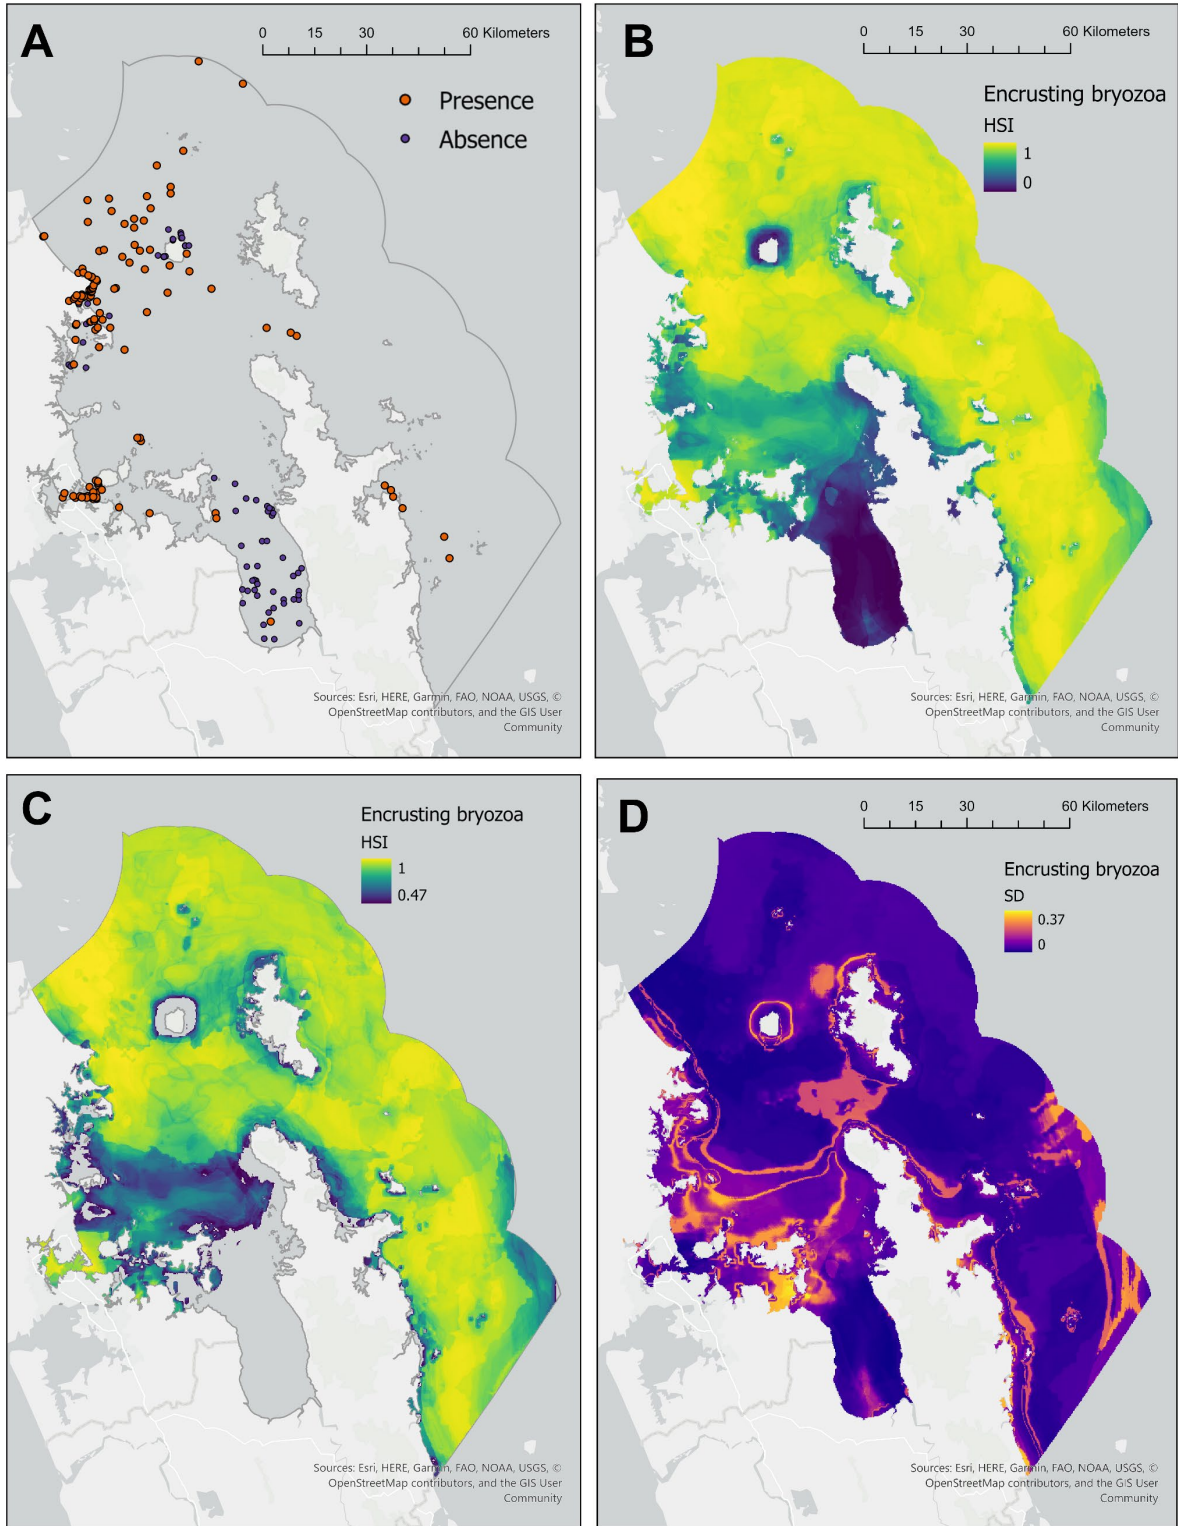 A
0 15 30 60 Kilometers
Presence
Absence
Sources: Esri, HERE, Garmin, FAO, NOAA, USGS, ©
OpenStreetMap contributors, and the GIS User
Community
B
0 15 30 60 Kilometers
Encrusting bryozoa
HSI
1
0
Sources: Esri, HERE, Garmin, FAO, NOAA, USGS, ©
OpenStreetMap contributors, and the GIS User
Community
C
Encrusting bryozoa
HSI
1
0.47
Sources: Esri, HERE, Garmin, FAO, NOAA, USGS, ©
OpenStreetMap contributors, and the GIS User
Community
D
0 15 30 60 Kilometers
Encrusting bryozoa
SD
0.37
0
Sources: Esri, HERE, Garmin, FAO, NOAA, USGS, ©
OpenStreetMap contributors, and the GIS User
Community